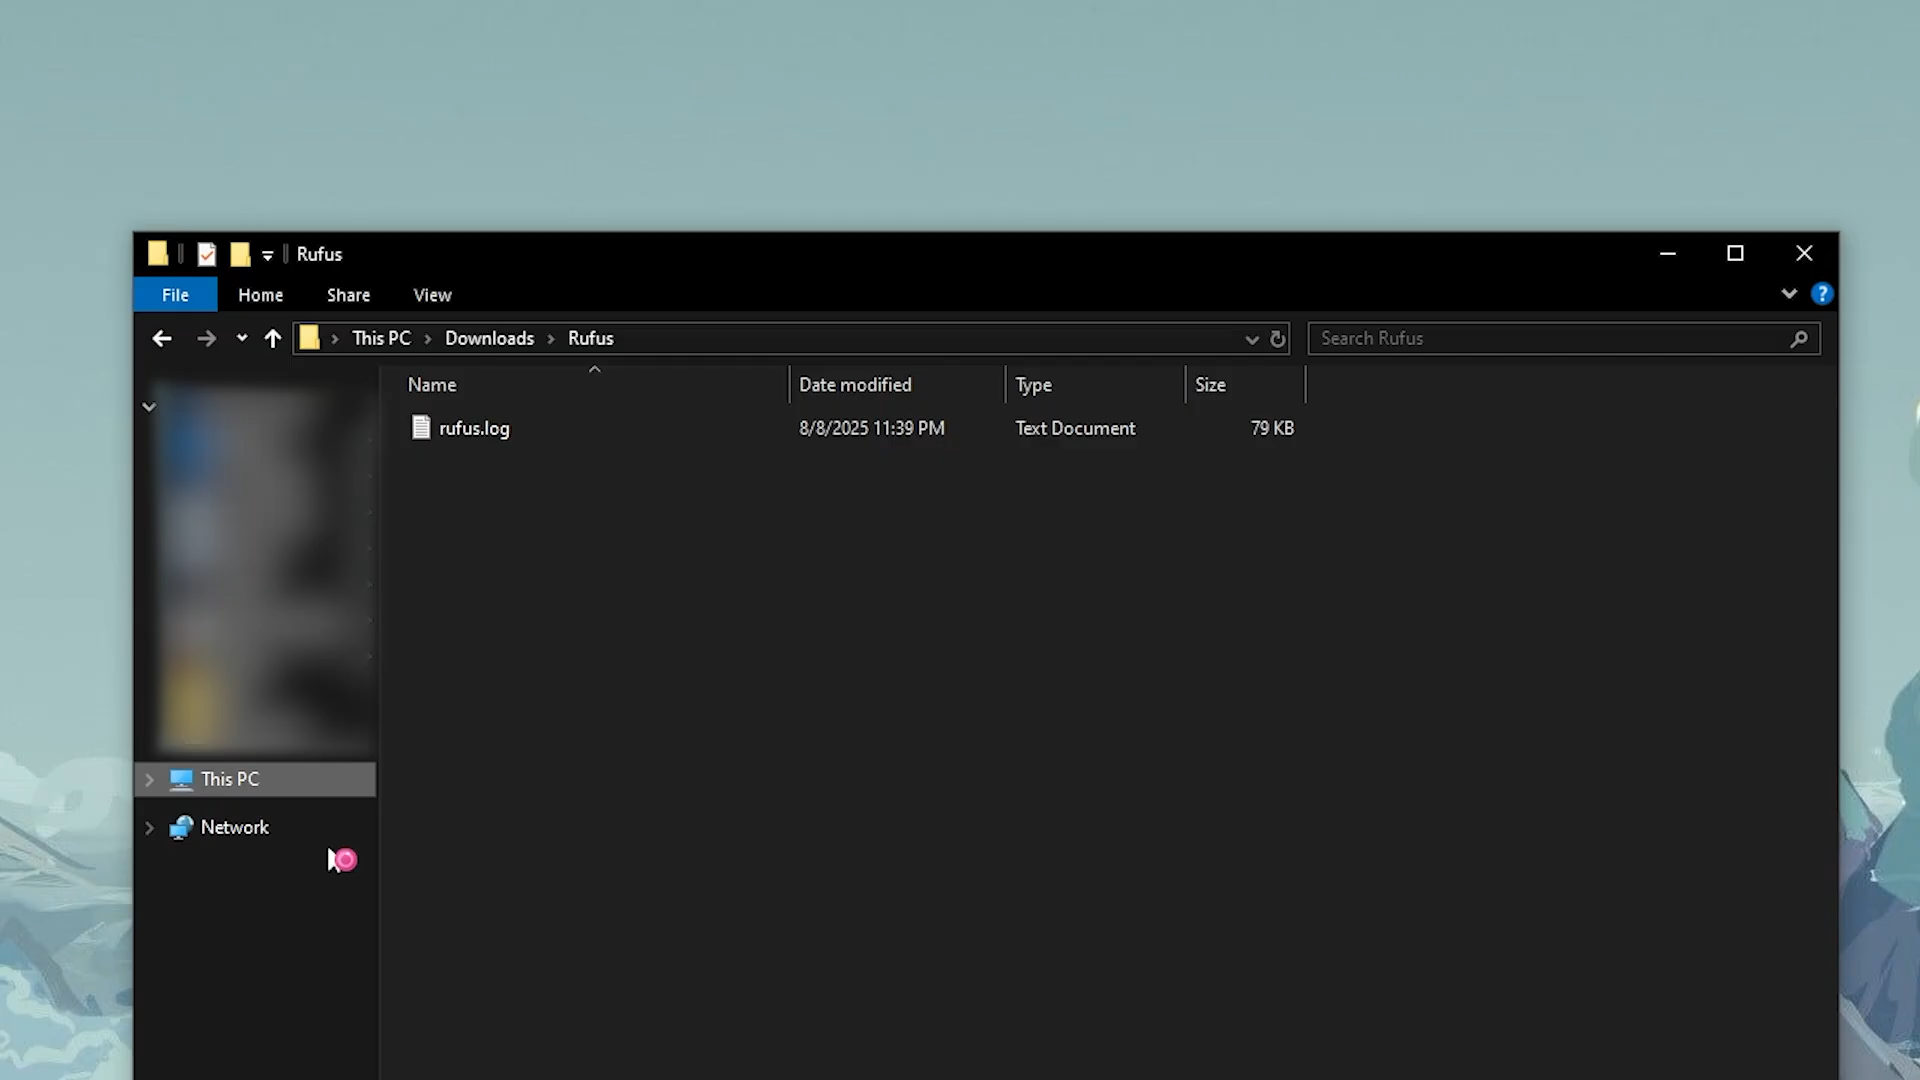 Rufus
File Home Share View
This PC Downloads Rufus
Search Rufus
Name Date modified Type Size
rufus.log 8/8/2025 11:39 PM Text Document 79 KB
This PC
Network